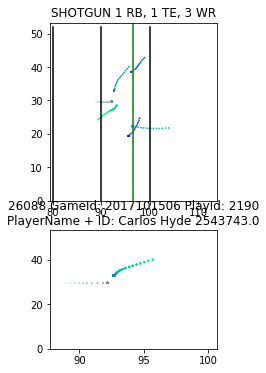 SHOTGUN 1 RB, 1 TE, 3 WR
50
40
30
20
10
0
80 90 100 110
26088 GameId: 2017101506 PlayId: 2190
PlayerName + ID: Carlos Hyde 2543743.0
40
20
0
90 95 100